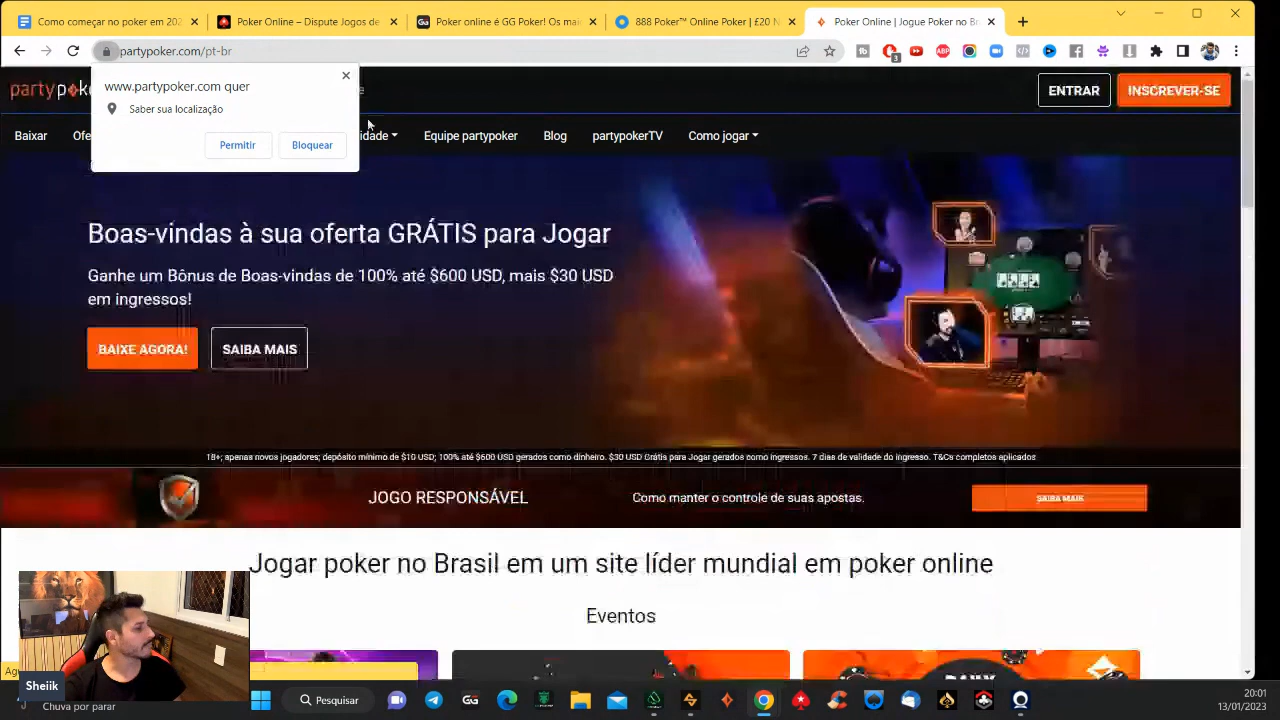 Como começar no poker em 202
Poker Online – Dispute Jogos de
Poker online é GG Poker! Os mai
888 Poker™ Online Poker | £20 N
Poker Online | Jogue Poker no Br
partypoker.com/pt-br
www.partypoker.com quer
Saber sua localização
Permitir
Bloquear
partyp
ENTRAR
INSCREVER-SE
Baixar
Ofe
idade
Equipe partypoker
Blog
partypokerTV
Como jogar
Boas-vindas à sua oferta GRÁTIS para Jogar
Ganhe um Bônus de Boas-vindas de 100% até $600 USD, mais $30 USD
em ingressos!
BAIXE AGORA!
SAIBA MAIS
18+; apenas novos jogadores; depósito mínimo de $10 USD; 100% até $600 USD gerados como dinheiro. $30 USD Grátis para Jogar gerados como ingressos. 7 dias de validade do ingresso. T&Cs completos aplicados
JOGO RESPONSÁVEL
Como manter o controle de suas apostas.
SAIBA MAIS
Jogar poker no Brasil em um site líder mundial em poker online
Eventos
Sheiik
Chuva por parar
Pesquisar
20:01
13/01/2023